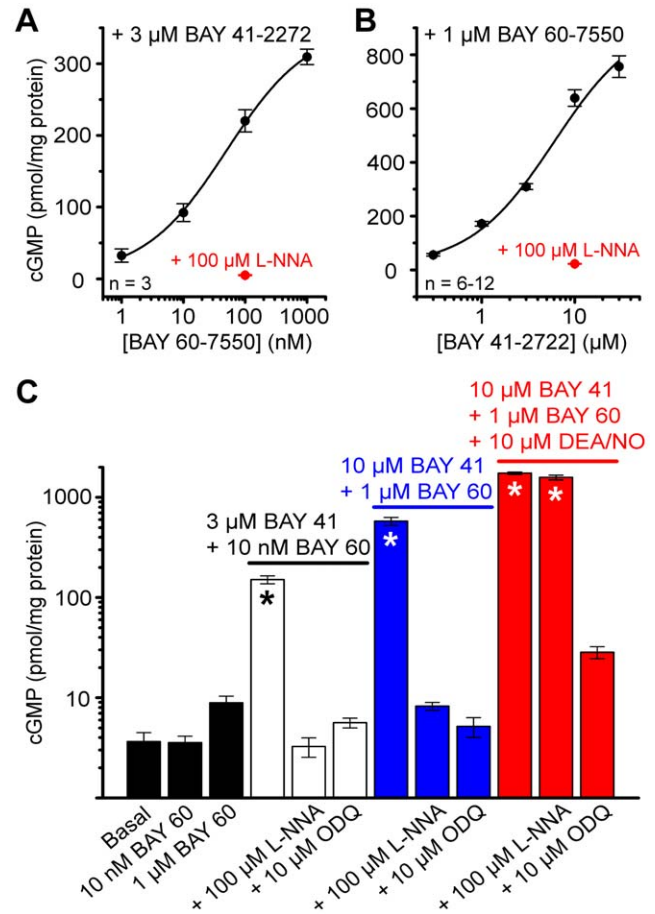 A
+ 3 µM BAY 41-2272
cGMP (pmol/mg protein)
300
200
100
0
+ 100 µM L-NNA
n = 3
1
10
100
1000
[BAY 60-7550] (nM)
B
+ 1 µM BAY 60-7550
800
600
400
200
0
+ 100 µM L-NNA
n = 6-12
1
10
[BAY 41-2722] (µM)
C
cGMP (pmol/mg protein)
1000
100
10
3 µM BAY 41
+ 10 nM BAY 60
10 µM BAY 41
+ 1 µM BAY 60
10 µM BAY 41
+ 1 µM BAY 60
+ 10 µM DEA/NO
*
*
*
*
Basal
10 nM BAY 60
1 µM BAY 60
+ 100 µM L-NNA
+ 10 µM ODQ
+ 100 µM L-NNA
+ 10 µM ODQ
+ 100 µM L-NNA
+ 10 µM ODQ